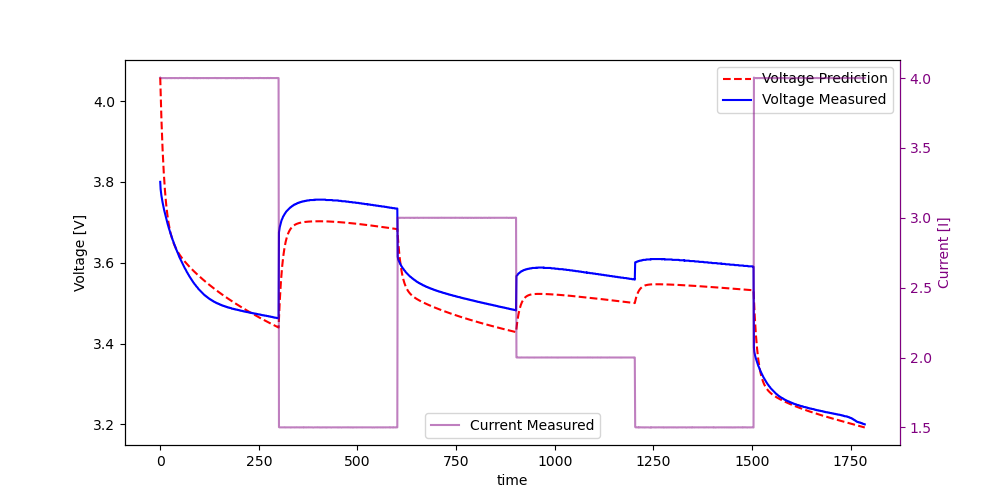 Voltage Prediction
Voltage Measured
Current Measured
Voltage [V]
4.0
3.8
3.6
3.4
3.2
4.0
3.5
3.0
2.5
2.0
1.5
Current [I]
0 250 500 750 1000 1250 1500 1750
time